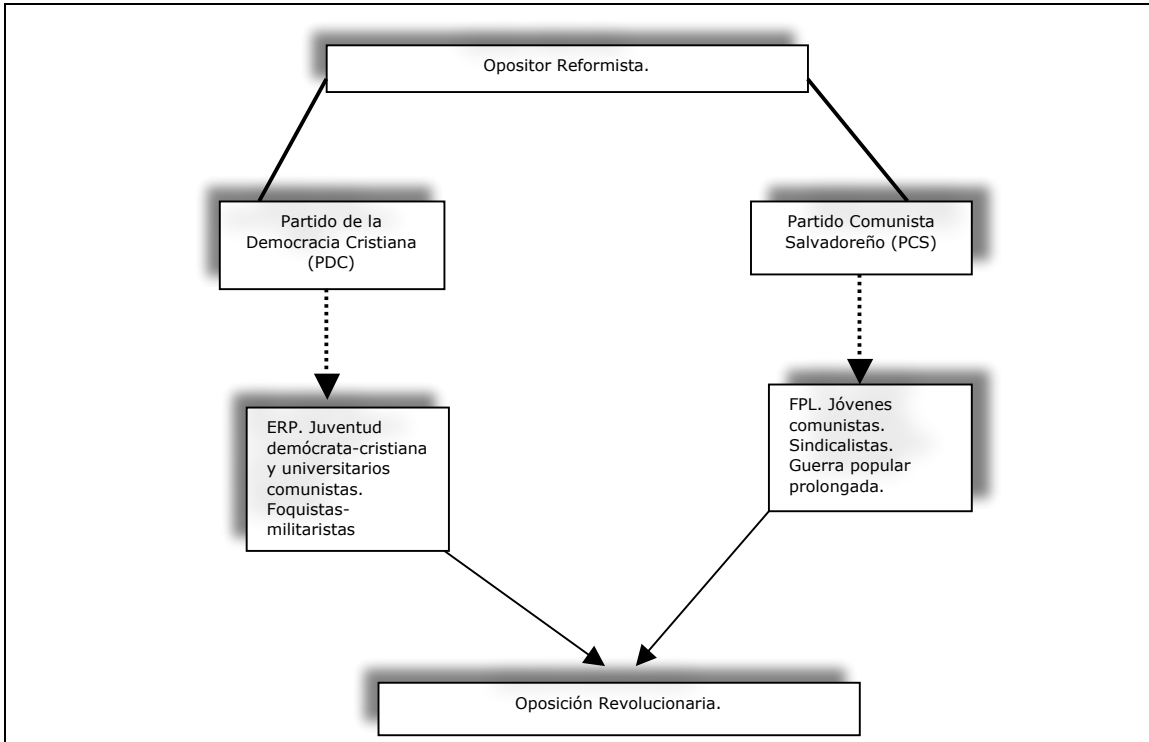 Opositor Reformista.
Partido de la
Democracia Cristiana
(PDC)
Partido Comunista
Salvadoreño (PCS)
ERP. Juventud
demócrata-cristiana
y universitarios
comunistas.
Foquistas-
militaristas
FPL. Jóvenes
comunistas.
Sindicalistas.
Guerra popular
prolongada.
Oposición Revolucionaria.